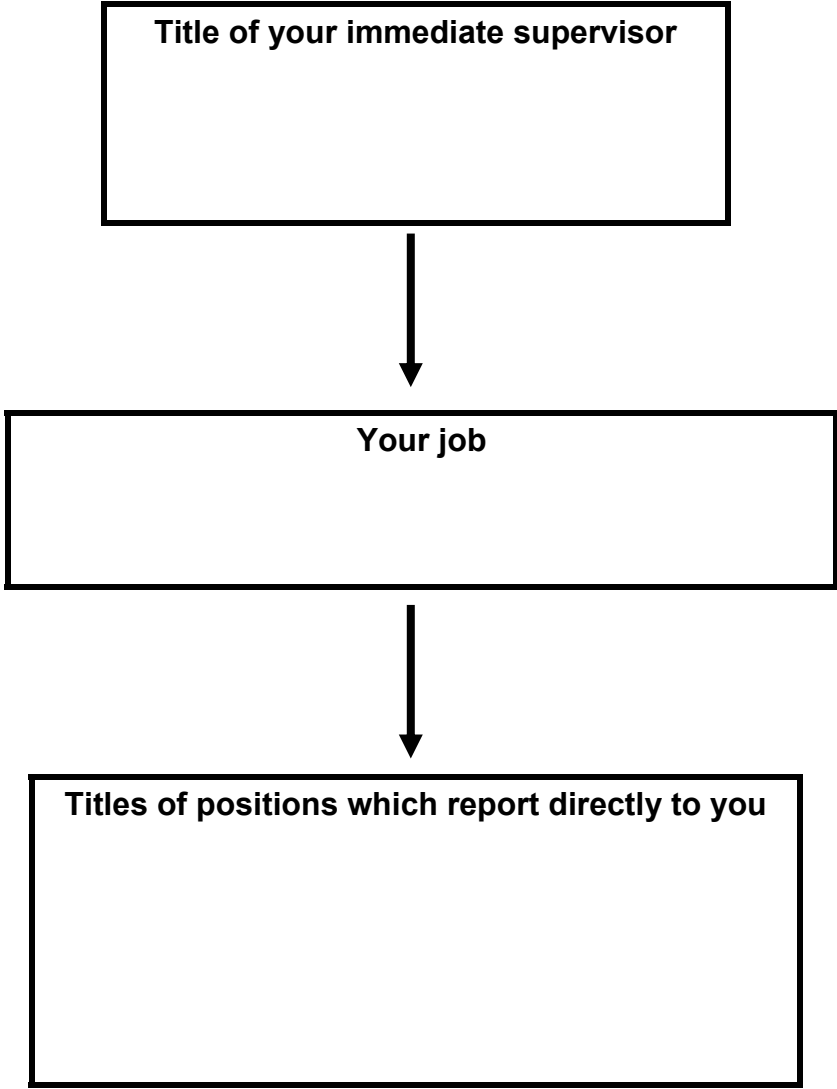 Title of your immediate supervisor
Your job
Titles of positions which report directly to you